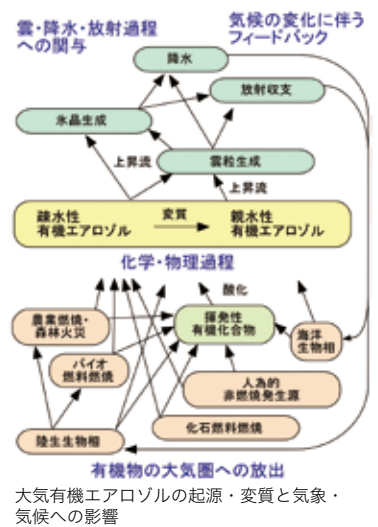 雲・降水・放射過程
への関与
気候の変化に伴う
フィードバック
降水
放射収支
氷晶生成
上昇流
雲粒生成
上昇流
疎水性
有機エアロゾル
変質
親水性
有機エアロゾル
化学・物理過程
酸化
農業燃焼・
森林火災
揮発性
有機化合物
海洋
生物相
バイオ
燃料燃焼
人為的
非燃焼発生源
化石燃料燃焼
陸生生物相
有機物の大気圏への放出
大気有機エアロゾルの起源・変質と気象・
気候への影響